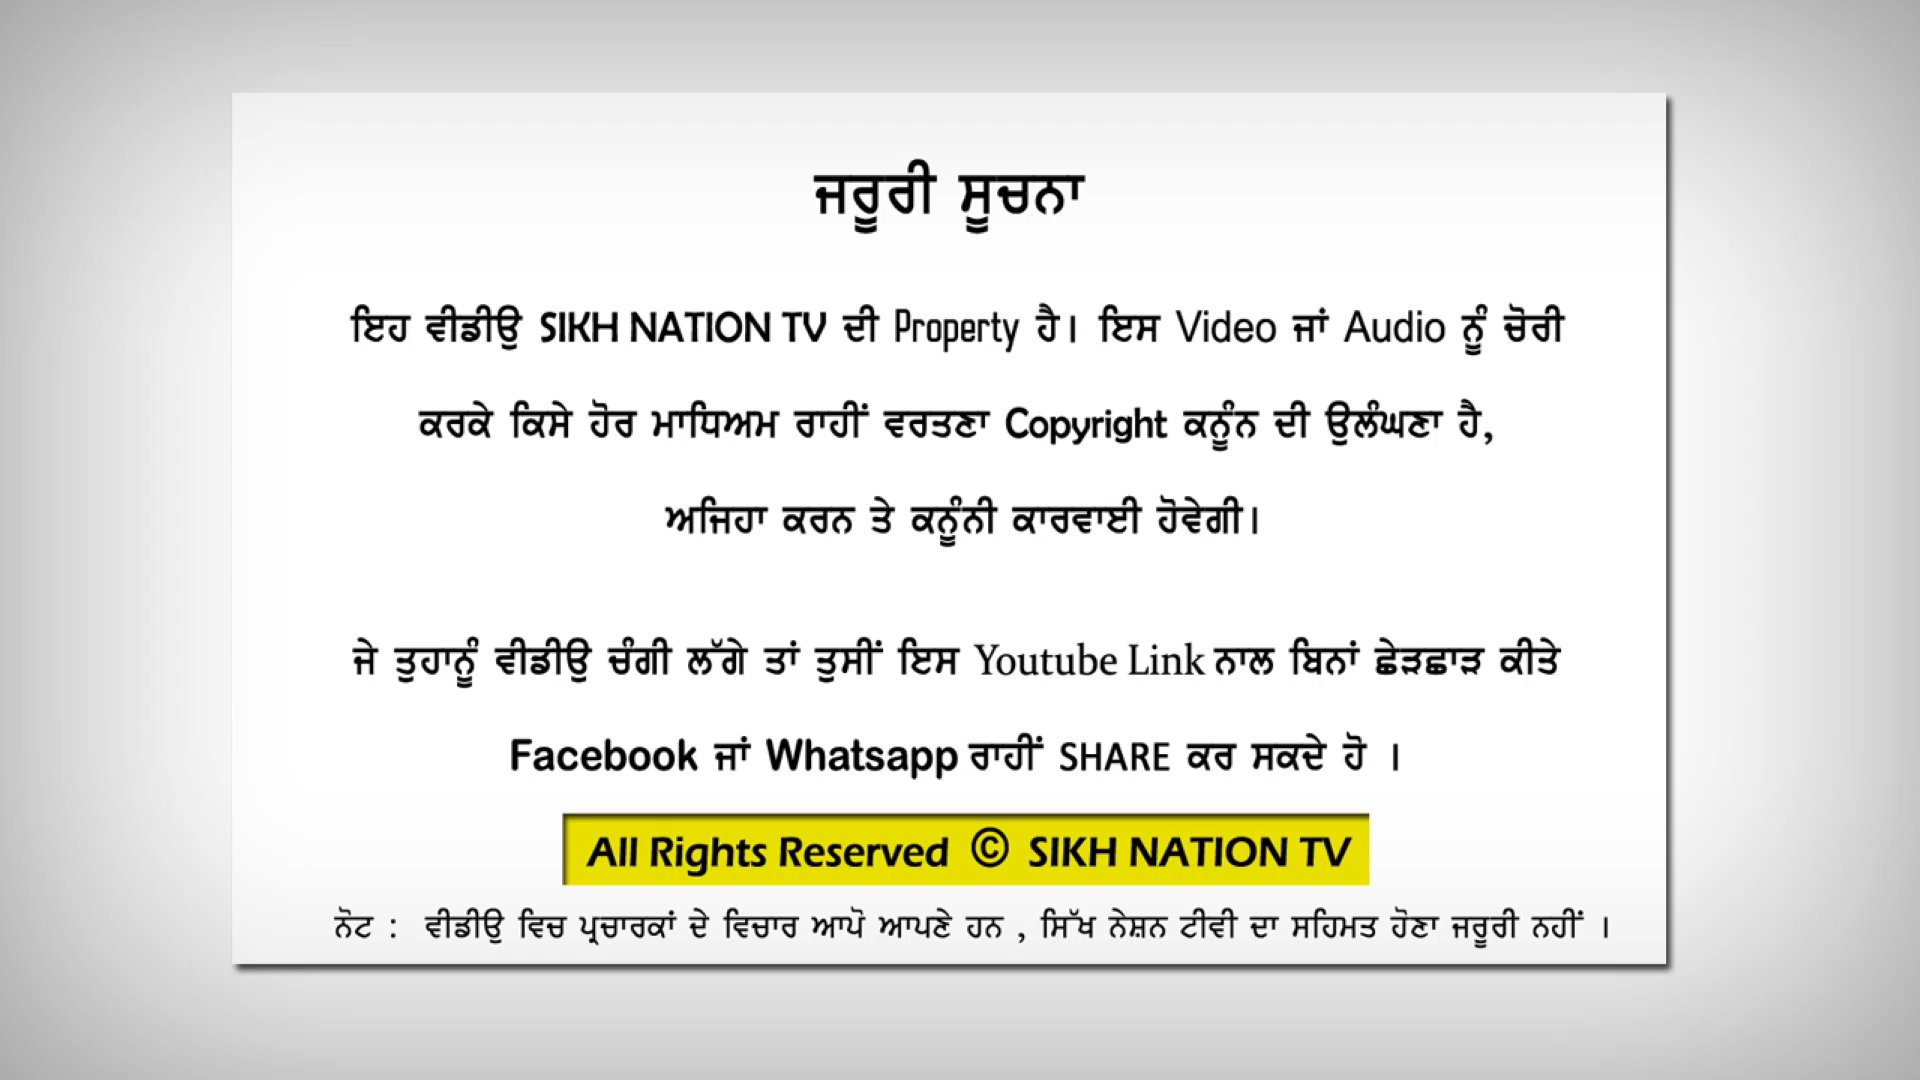 ਜਰੂਰੀ ਸੂਚਨਾ
ਇਹ ਵੀਡੀਉ SIKH NATION TV ਦੀ Property ਹੈ। ਇਸ Video ਜਾਂ Audio ਨੂੰ ਚੋਰੀ
ਕਰਕੇ ਕਿਸੇ ਹੋਰ ਮਾਧਿਅਮ ਰਾਹੀਂ ਵਰਤਣਾ Copyright ਕਨੂੰਨ ਦੀ ਉਲੰਘਣਾ ਹੈ,
ਅਜਿਹਾ ਕਰਨ ਤੇ ਕਨੂੰਨੀ ਕਾਰਵਾਈ ਹੋਵੇਗੀ।
ਜੇ ਤੁਹਾਨੂੰ ਵੀਡੀਉ ਚੰਗੀ ਲੱਗੇ ਤਾਂ ਤੁਸੀਂ ਇਸ Youtube Link ਨਾਲ ਬਿਨਾਂ ਛੇੜਛਾੜ ਕੀਤੇ
Facebook ਜਾਂ Whatsapp ਰਾਹੀਂ SHARE ਕਰ ਸਕਦੇ ਹੋ ।
All Rights Reserved © SIKH NATION TV
ਨੋਟ : ਵੀਡੀਉ ਵਿਚ ਪ੍ਰਚਾਰਕਾਂ ਦੇ ਵਿਚਾਰ ਆਪੋ ਆਪਣੇ ਹਨ , ਸਿੱਖ ਨੇਸ਼ਨ ਟੀਵੀ ਦਾ ਸਹਿਮਤ ਹੋਣਾ ਜਰੂਰੀ ਨਹੀਂ ।